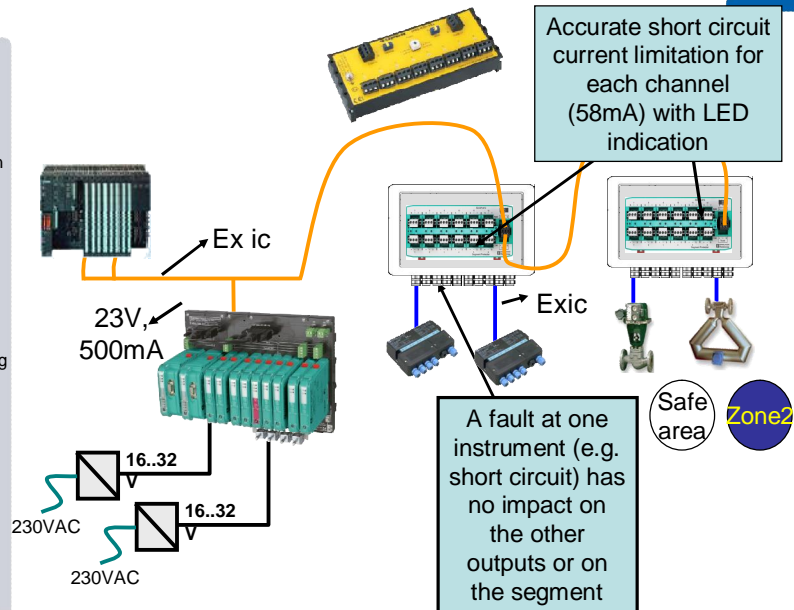 Accurate short circuit
current limitation for
each channel
(58mA) with LED
indication
Ex ic
23V,
500mA
Exic
16..32
V
230VAC
16..32
V
230VAC
A fault at one
instrument (e.g.
short circuit) has
no impact on
the other
outputs or on
the segment
Safe
area
Zone2